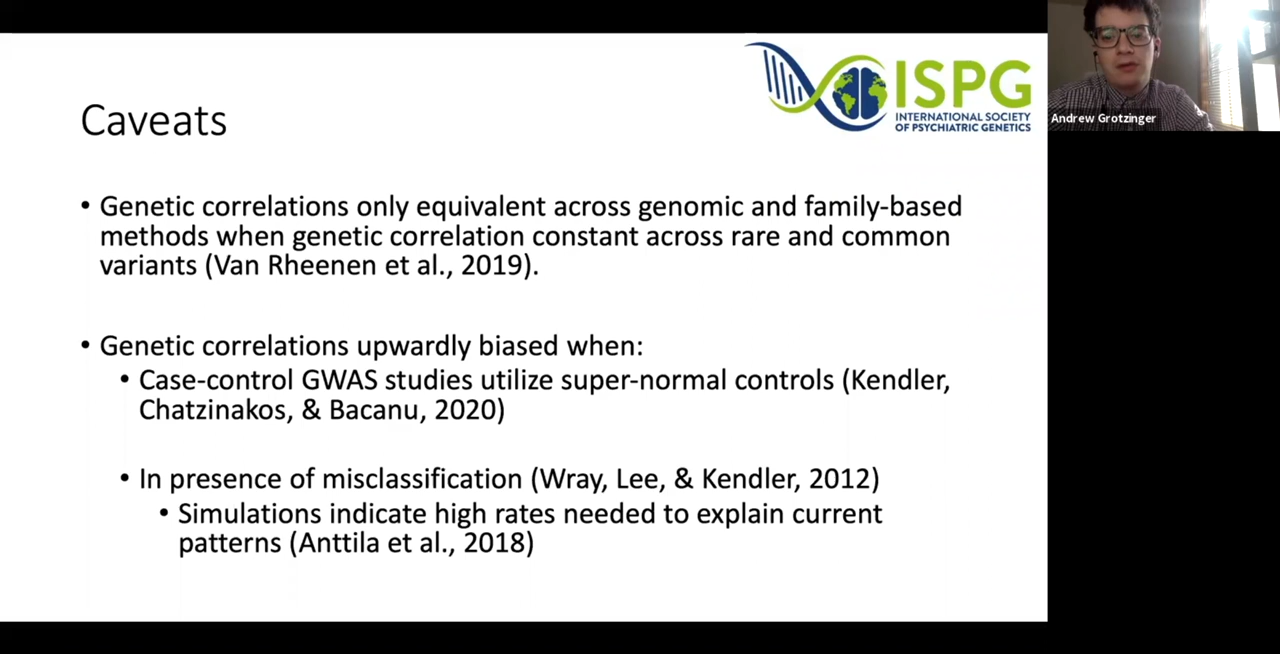 ISPG
INTERNATIONAL SOCIETY
OF PSYCHIATRIC GENETICS
Andrew Grotzinger
Caveats
• Genetic correlations only equivalent across genomic and family-based
methods when genetic correlation constant across rare and common
variants (Van Rheenen et al., 2019).
• Genetic correlations upwardly biased when:
• Case-control GWAS studies utilize super-normal controls (Kendler,
Chatzinakos, & Bacanu, 2020)
• In presence of misclassification (Wray, Lee, & Kendler, 2012)
• Simulations indicate high rates needed to explain current
patterns (Anttila et al., 2018)